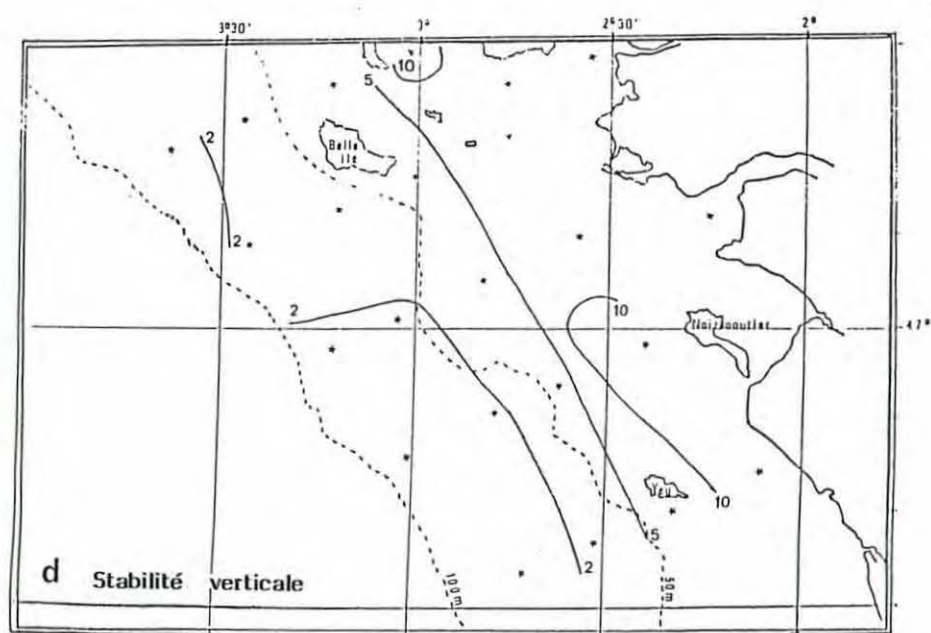 3°30'
3°
2°30'
2°
10
5
2
Belle
Ile
2
2
10
Noirmoutier
47°
Yeu
10
5
2
d Stabilité verticale
100m
50m